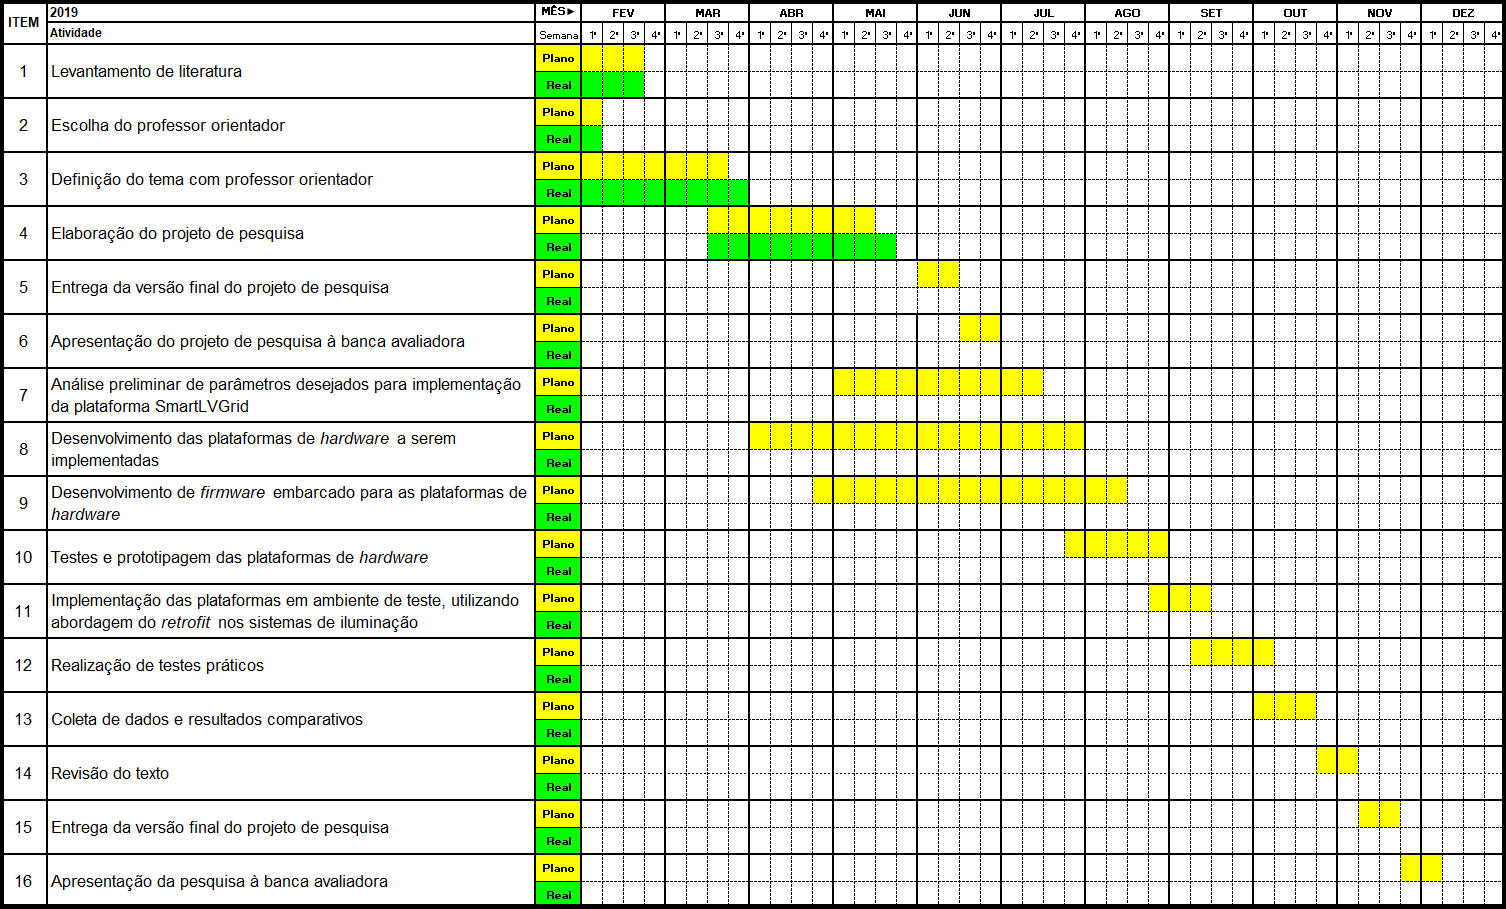 ITEM 2019 MÊS► FEV MAR ABR MAI JUN JUL AGO SET OUT NOV DEZ
Atividade Semana 1ª 2ª 3ª 4ª 1ª 2ª 3ª 4ª 1ª 2ª 3ª 4ª 1ª 2ª 3ª 4ª 1ª 2ª 3ª 4ª 1ª 2ª 3ª 4ª 1ª 2ª 3ª 4ª 1ª 2ª 3ª 4ª 1ª 2ª 3ª 4ª 1ª 2ª 3ª 4ª 1ª 2ª 3ª 4ª
1 Levantamento de literatura Plano
Real
2 Escolha do professor orientador Plano
Real
3 Definição do tema com professor orientador Plano
Real
4 Elaboração do projeto de pesquisa Plano
Real
5 Entrega da versão final do projeto de pesquisa Plano
Real
6 Apresentação do projeto de pesquisa à banca avaliadora Plano
Real
7 Análise preliminar de parâmetros desejados para implementação Plano
da plataforma SmartLVGrid Real
8 Desenvolvimento das plataformas de hardware a serem Plano
implementadas Real
9 Desenvolvimento de firmware embarcado para as plataformas de Plano
hardware Real
10 Testes e prototipagem das plataformas de hardware Plano
Real
11 Implementação das plataformas em ambiente de teste, utilizando Plano
abordagem do retrofit nos sistemas de iluminação Real
12 Realização de testes práticos Plano
Real
13 Coleta de dados e resultados comparativos Plano
Real
14 Revisão do texto Plano
Real
15 Entrega da versão final do projeto de pesquisa Plano
Real
16 Apresentação da pesquisa à banca avaliadora Plano
Real